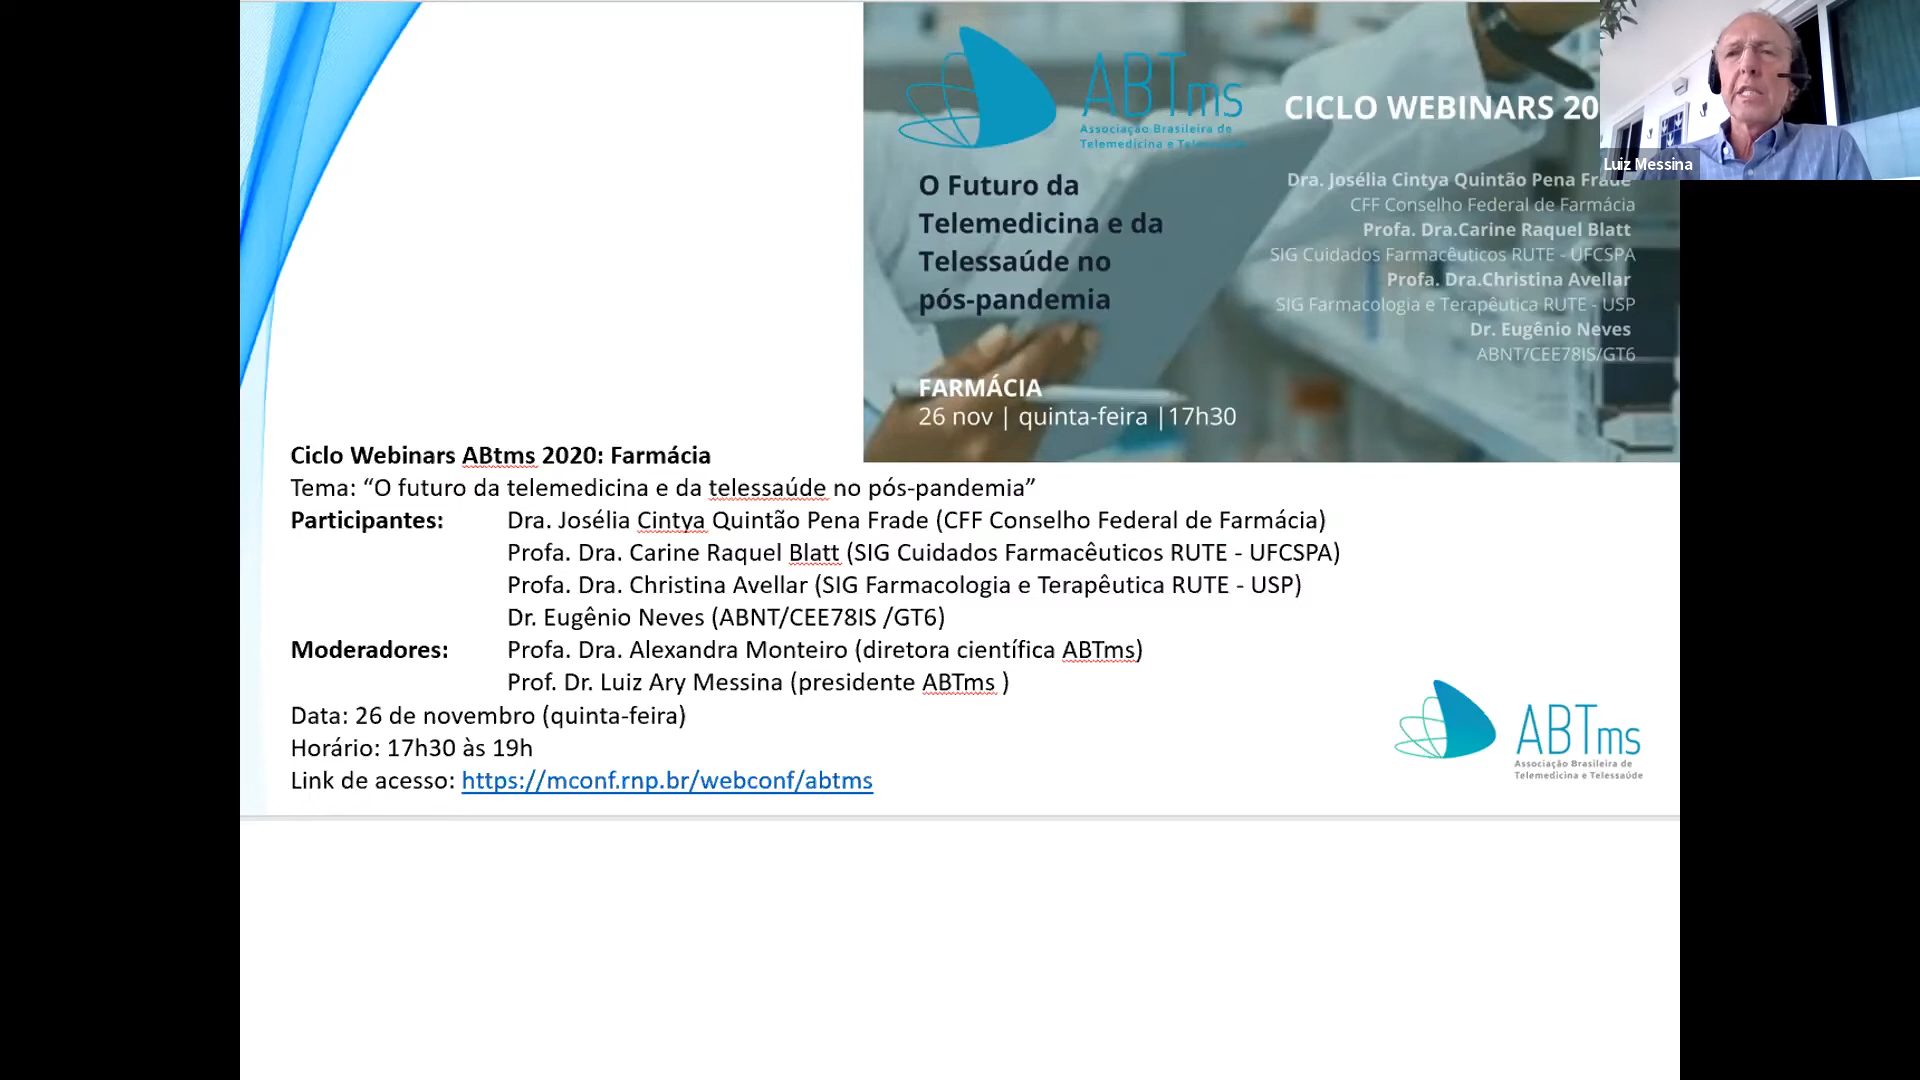 ABTms
Associação Brasileira de
Telemedicina e
CICLO WEBINARS 20
O Futuro da
Telemedicina e da
Telessaúde no
pós-pandemia
Dra. Josélia Cintya Quintão Pena Frade
CFF Conselho Federal de Farmácia
Profa. Dra.Carine Raquel Blatt
SIG Cuidados Farmacêuticos RUTE - UFCSPA
Profa. Dra.Christina Avellar
SIG Farmacologia e Terapêutica RUTE - USP
Dr. Eugênio Neves
ABNT/CEE78IS/GT6
FARMÁCIA
26 nov | quinta-feira |17h30
Luiz Messina
Ciclo Webinars ABtms 2020: Farmácia
Tema: “O futuro da telemedicina e da telessaúde no pós-pandemia”
Participantes: Dra. Josélia Cintya Quintão Pena Frade (CFF Conselho Federal de Farmácia)
Profa. Dra. Carine Raquel Blatt (SIG Cuidados Farmacêuticos RUTE - UFCSPA)
Profa. Dra. Christina Avellar (SIG Farmacologia e Terapêutica RUTE - USP)
Dr. Eugênio Neves (ABNT/CEE78IS /GT6)
Moderadores: Profa. Dra. Alexandra Monteiro (diretora científica ABTms)
Prof. Dr. Luiz Ary Messina (presidente ABTms )
Data: 26 de novembro (quinta-feira)
Horário: 17h30 às 19h
Link de acesso: https://mconf.rnp.br/webconf/abtms
ABTms
Associação Brasileira de
Telemedicina e Telessaúde